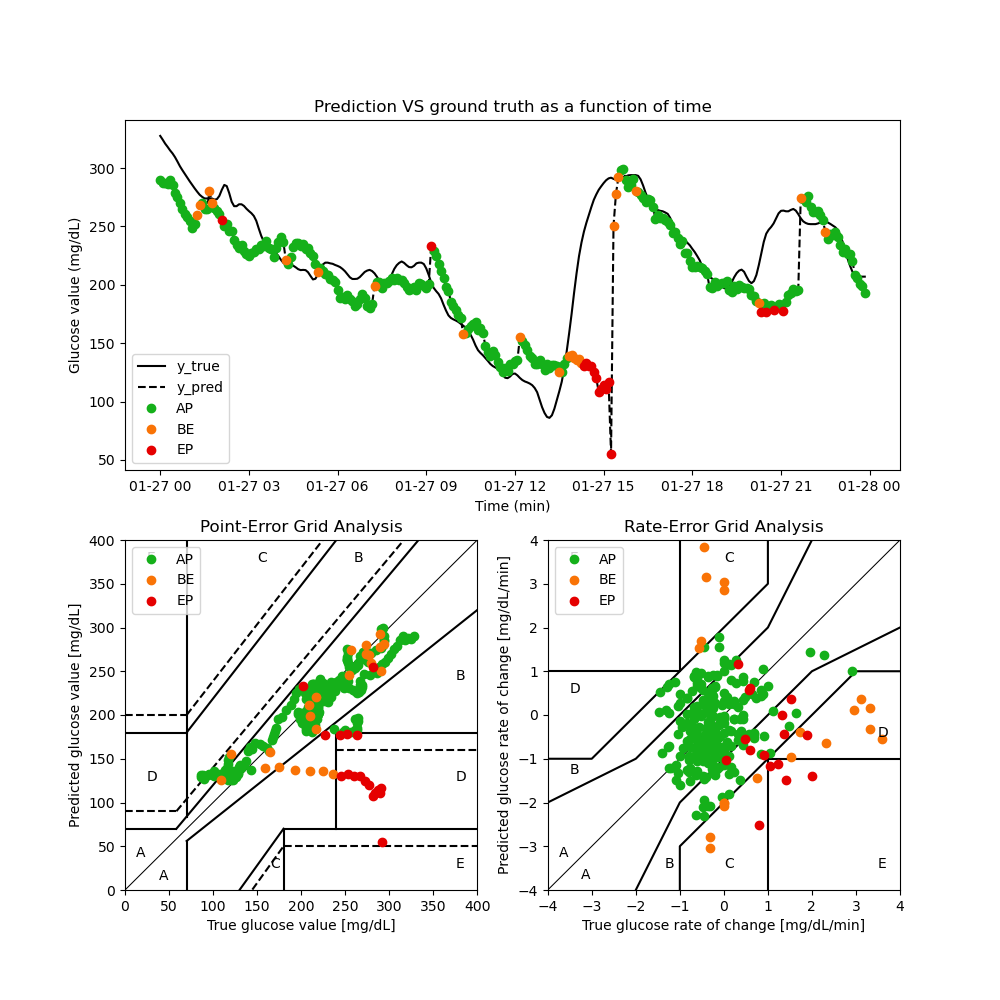 Prediction VS ground truth as a function of time
Glucose value (mg/dL)
300
250
200
150
100
50
y_true
y_pred
AP
BE
EP
01-27 00 01-27 03 01-27 06 01-27 09 01-27 12 01-27 15 01-27 18 01-27 21 01-28 00
Time (min)
Point-Error Grid Analysis
Predicted glucose value [mg/dL]
400
350
300
250
200
150
100
50
0
AP
BE
EP
C
B
B
D
D
A
A
C
E
0 50 100 150 200 250 300 350 400
True glucose value [mg/dL]
Rate-Error Grid Analysis
Predicted glucose rate of change [mg/dL/min]
4
3
2
1
0
−1
−2
−3
−4
AP
BE
EP
C
D
D
B
A
A
B
C
E
−4 −3 −2 −1 0 1 2 3 4
True glucose rate of change [mg/dL/min]